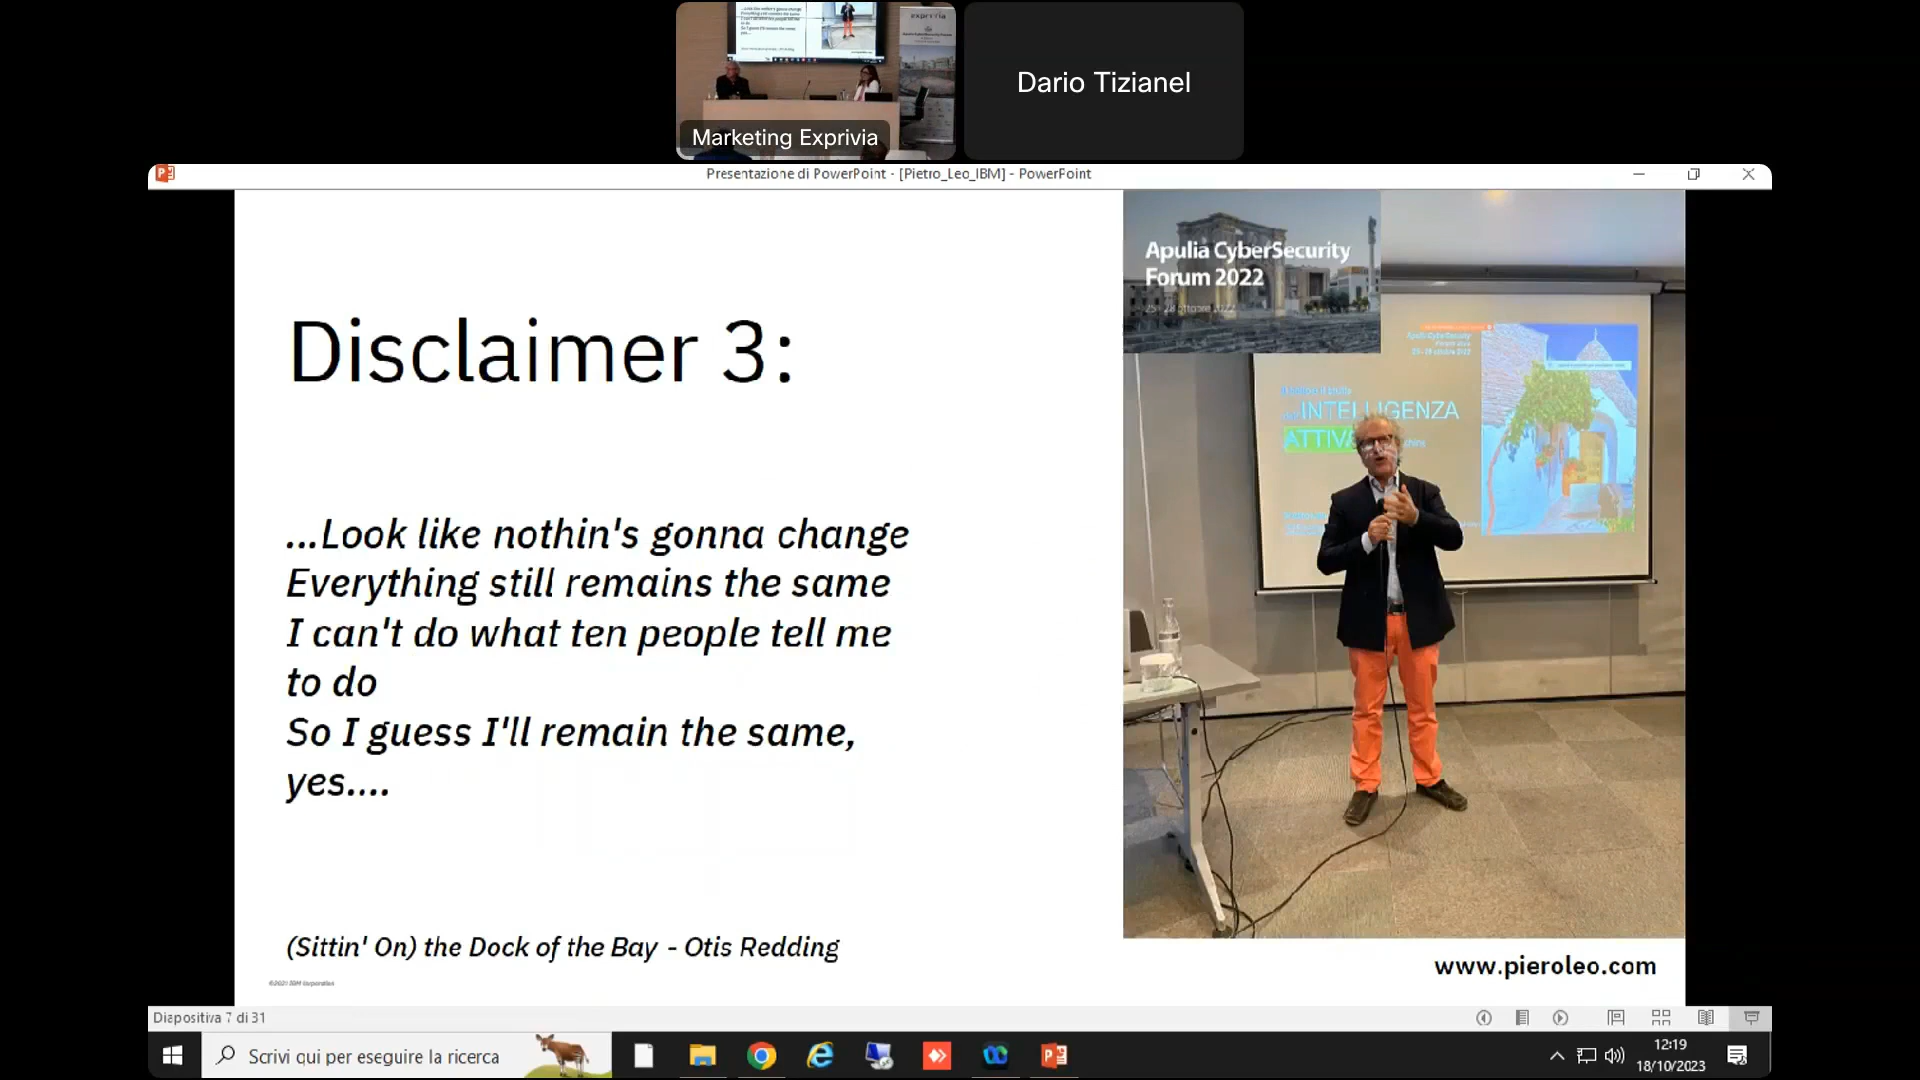 Marketing Exprivia
Dario Tizianel
Presentazione di PowerPoint - [Pietro_Leo_IBM] - PowerPoint
Disclaimer 3:
...Look like nothin's gonna change
Everything still remains the same
I can't do what ten people tell me
to do
So I guess I'll remain the same,
yes....
(Sittin' On) the Dock of the Bay - Otis Redding
©2021 IBM Corporation
Apulia CyberSecurity
Forum 2022
INTELLIGENZA
www.pieroleo.com
Diapositiva 7 di 31
Scrivi qui per eseguire la ricerca
12:19
18/10/2023